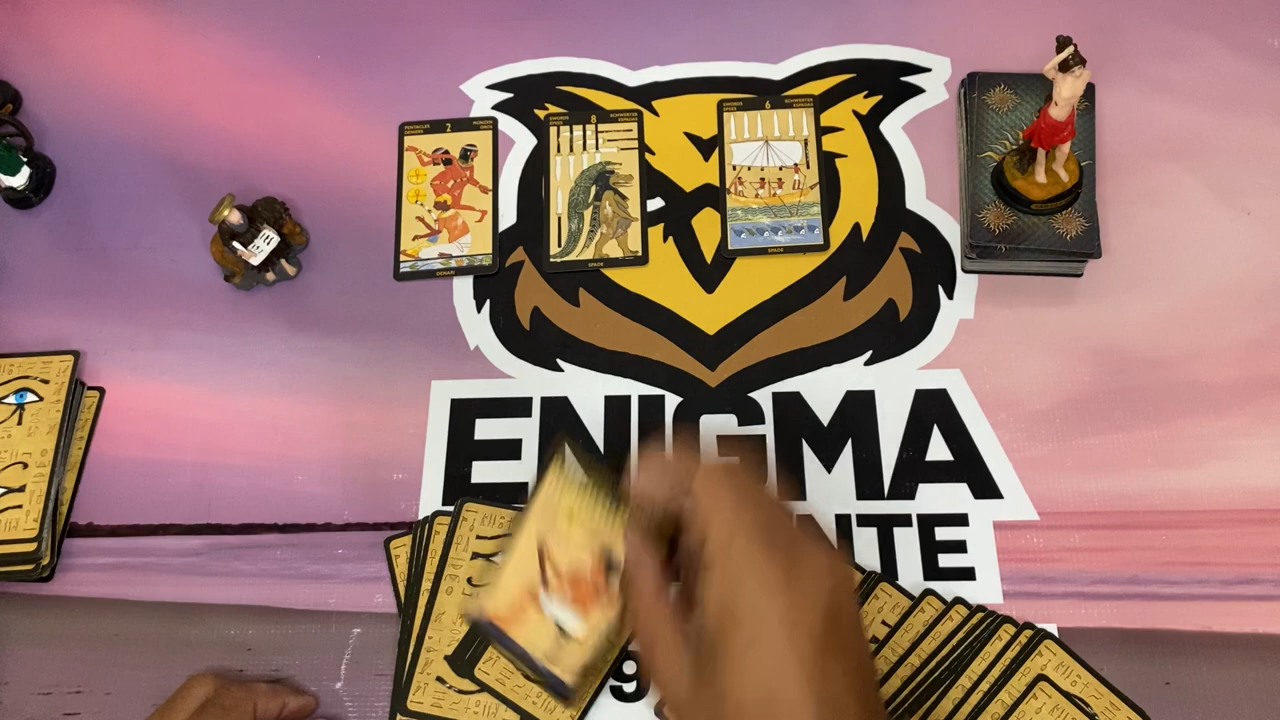 PENTACLES 2 MÜNZEN
DENIERS OROS
DENARI
SWORDS 8 SCHWERTER
EPEES ESPADAS
SPADE
SWORDS 6 SCHWERTER
EPEES ESPADAS
SPADE
ENIGMA
9